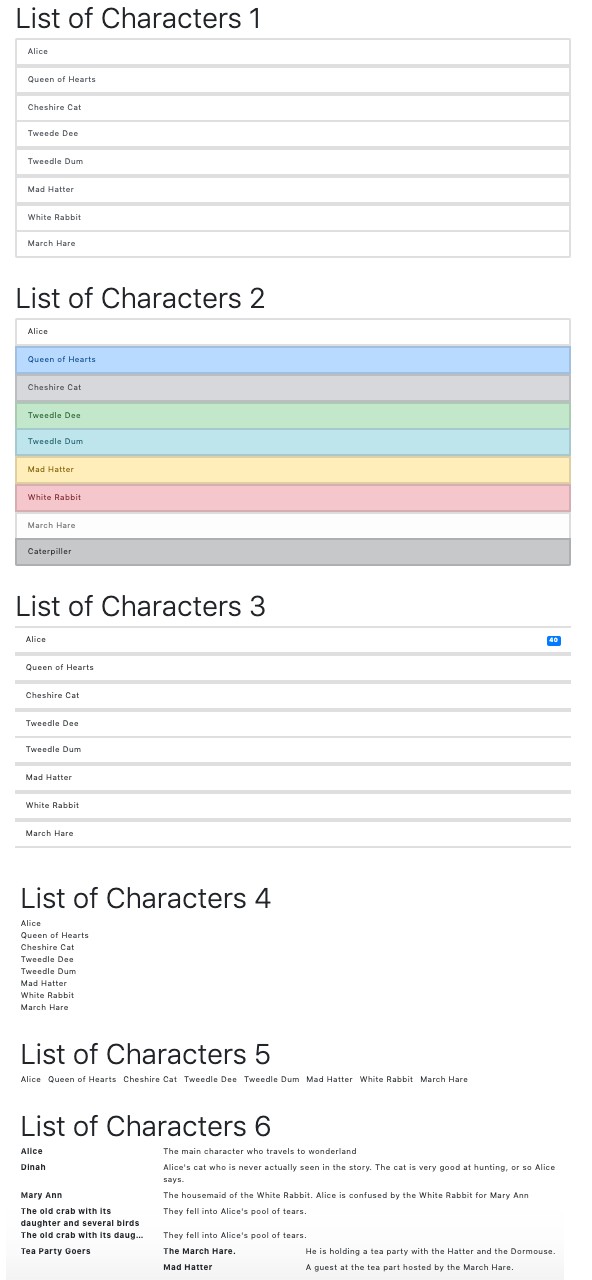 List of Characters 1
Alice
Queen of Hearts
Cheshire Cat
Tweede Dee
Tweedle Dum
Mad Hatter
White Rabbit
March Hare
List of Characters 2
Alice
Queen of Hearts
Cheshire Cat
Tweedle Dee
Tweedle Dum
Mad Hatter
White Rabbit
March Hare
Caterpiller
List of Characters 3
Alice 40
Queen of Hearts
Cheshire Cat
Tweedle Dee
Tweedle Dum
Mad Hatter
White Rabbit
March Hare
List of Characters 4
Alice
Queen of Hearts
Cheshire Cat
Tweedle Dee
Tweedle Dum
Mad Hatter
White Rabbit
March Hare
List of Characters 5
Alice Queen of Hearts Cheshire Cat Tweedle Dee Tweedle Dum Mad Hatter White Rabbit March Hare
List of Characters 6
Alice The main character who travels to wonderland
Dinah Alice's cat who is never actually seen in the story. The cat is very good at hunting, or so Alice
says.
Mary Ann The housemaid of the White Rabbit. Alice is confused by the White Rabbit for Mary Ann
The old crab with its They fell into Alice's pool of tears.
daughter and several birds
The old crab with its daug... They fell into Alice's pool of tears.
Tea Party Goers The March Hare. He is holding a tea party with the Hatter and the Dormouse.
Mad Hatter A guest at the tea part hosted by the March Hare.